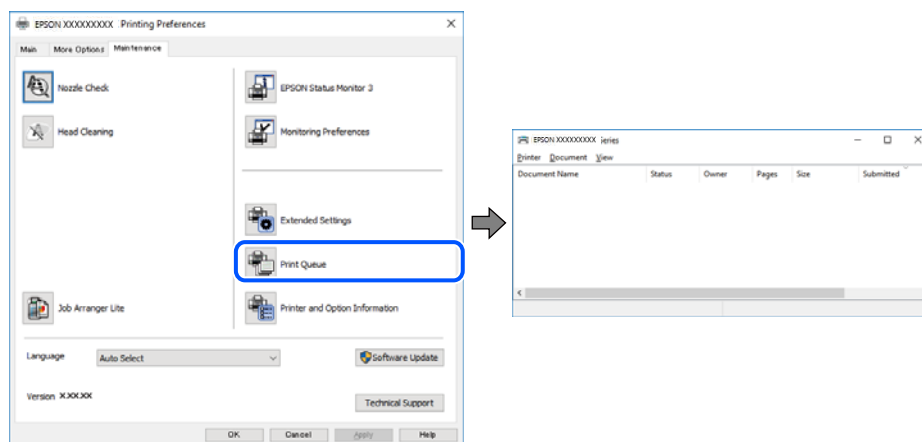 EPSON XXXXXXXXX Printing Preferences
Main More Options Maintenance
Nozzle Check
EPSON Status Monitor 3
Head Cleaning
Monitoring Preferences
Extended Settings
Print Queue
Job Arranger Lite
Printer and Option Information
Language Auto Select Software Update
Version X.XX.XX
Technical Support
OK Cancel Apply Help
EPSON XXXXXXXXX ieries
Printer Document View
Document Name Status Owner Pages Size Submitted